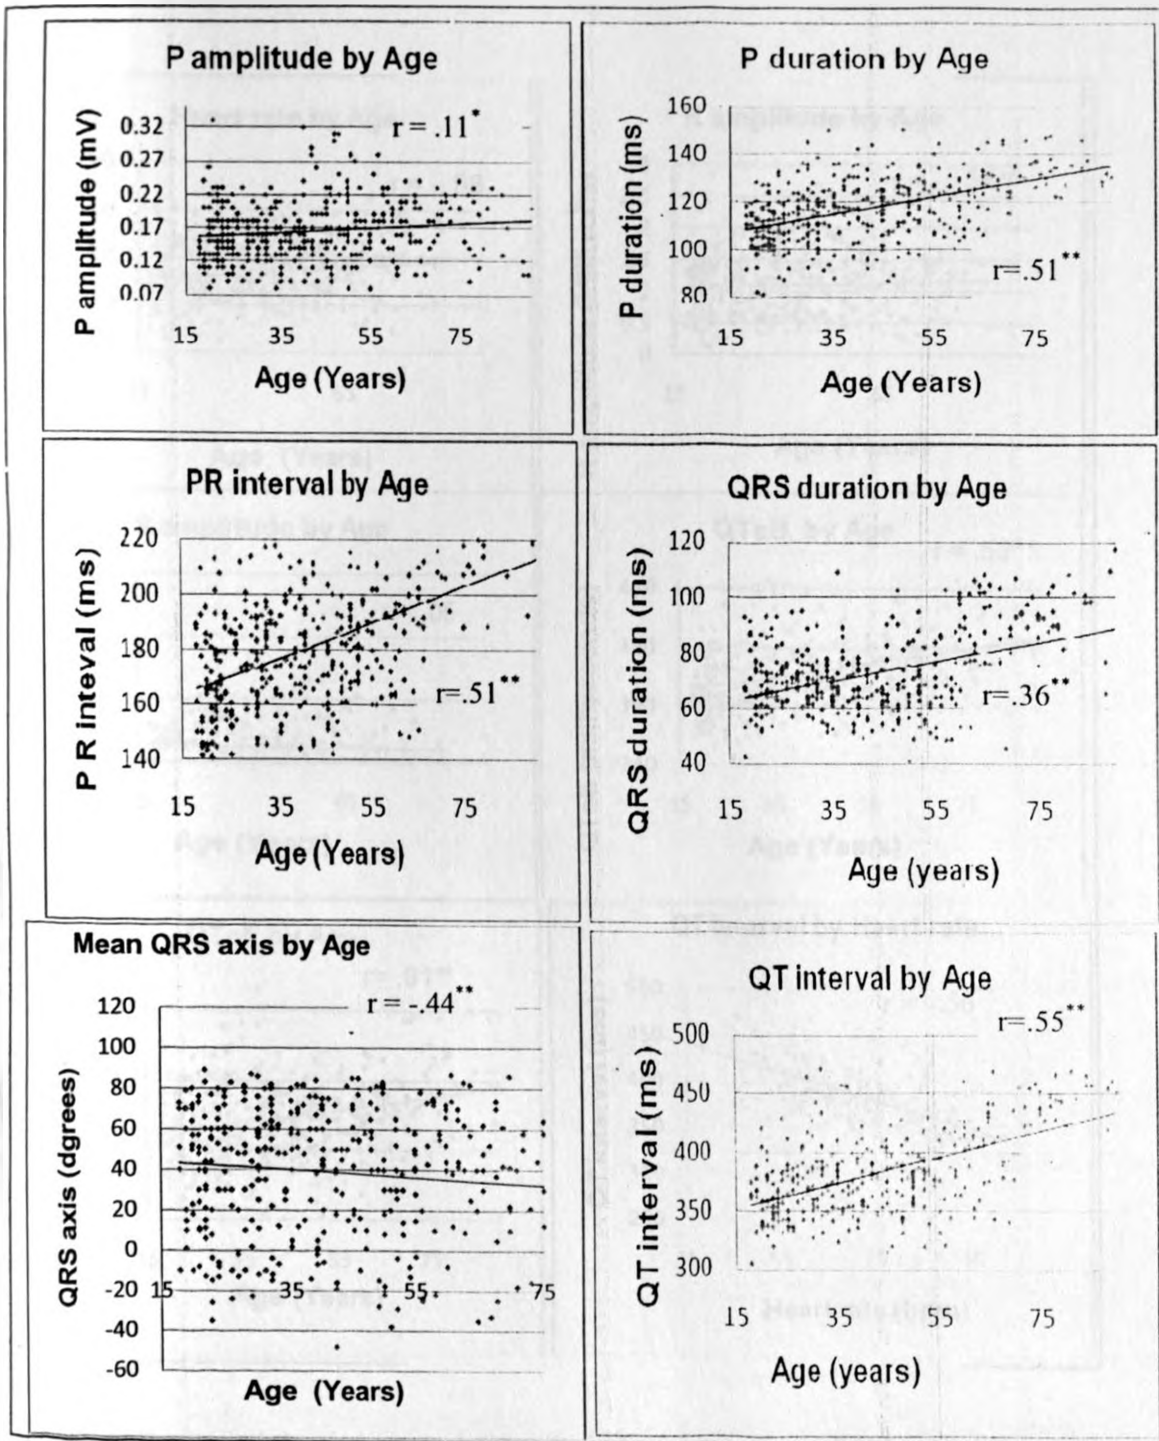 P amplitude by Age
r = .11*
P amplitude (mV)
0.32
0.27
0.22
0.17
0.12
0.07
15 35 55 75
Age (Years)
P duration by Age
P duration (ms)
160
140
120
100
80
r=.51**
15 35 55 75
Age (Years)
PR interval by Age
P R inteval (ms)
220
200
180
160
140
r=.51**
15 35 55 75
Age (Years)
QRS duration by Age
QRS duration (ms)
120
100
80
60
40
r=.36**
15 35 55 75
Age (years)
Mean QRS axis by Age
r = -.44**
QRS axis (dgrees)
120
100
80
60
40
20
0
-20
-40
-60
15 35 55 75
Age (Years)
QT interval by Age
r=.55**
QT interval (ms)
500
450
400
350
300
15 35 55 75
Age (years)